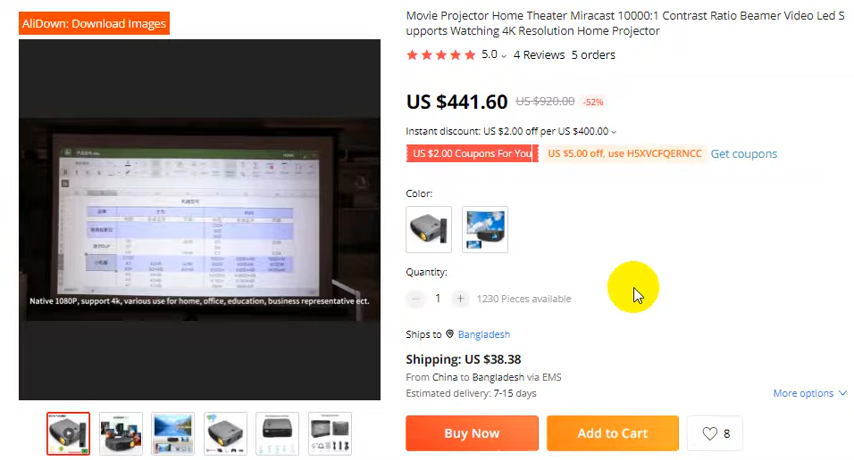 AliDown: Download Images
Movie Projector Home Theater Miracast 10000:1 Contrast Ratio Beamer Video Led S
upports Watching 4K Resolution Home Projector
5.0 4 Reviews 5 orders
US $441.60 US $920.00 -52%
Instant discount: US $2.00 off per US $400.00
US $2.00 Coupons For You US $5.00 off, use H5XVCFQERNCC Get coupons
Color:
Quantity:
1 1230 Pieces available
Native 1080P, support 4k, various use for home, office, education, business representative ect.
Ships to Bangladesh
Shipping: US $38.38
From China to Bangladesh via EMS
Estimated delivery: 7-15 days More options
Buy Now Add to Cart 8